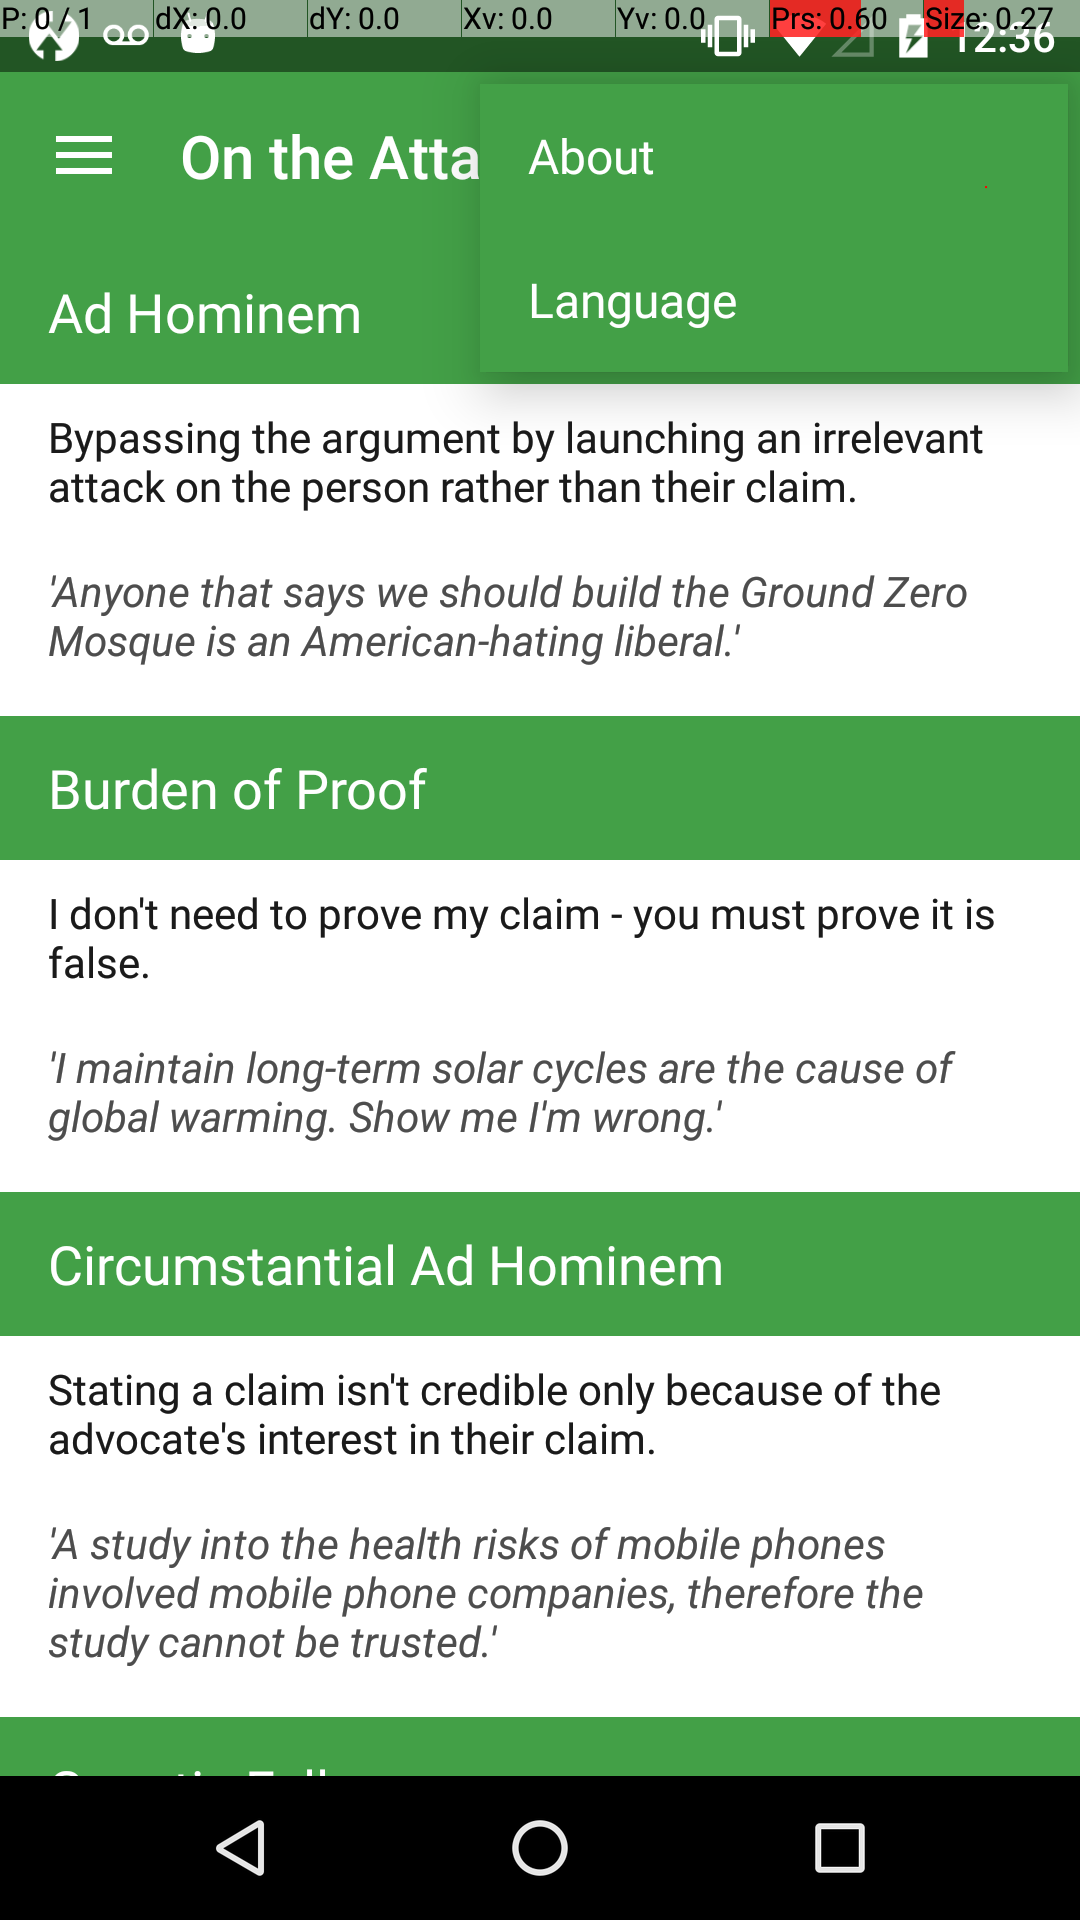 P: 0 / 1 dX: 0.0 dY: 0.0 Xv: 0.0 Yv: 0.0 Prs: 0.60 Size: 0.27
12:36
On the Atta
About
Language
Ad Hominem
Bypassing the argument by launching an irrelevant
attack on the person rather than their claim.
'Anyone that says we should build the Ground Zero
Mosque is an American-hating liberal.'
Burden of Proof
I don't need to prove my claim - you must prove it is
false.
'I maintain long-term solar cycles are the cause of
global warming. Show me I'm wrong.'
Circumstantial Ad Hominem
Stating a claim isn't credible only because of the
advocate's interest in their claim.
'A study into the health risks of mobile phones
involved mobile phone companies, therefore the
study cannot be trusted.'